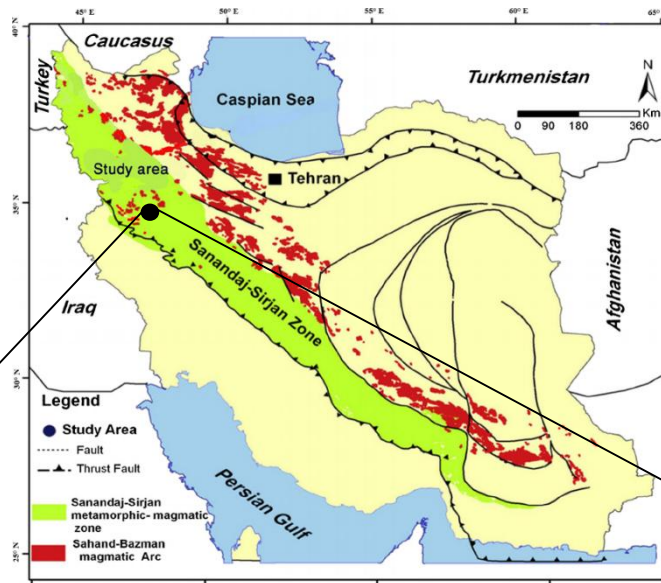 45° E
50° E
55° E
60° E
65° E
40° N
35° N
30° N
25° N
Caucasus
Turkey
Caspian Sea
Turkmenistan
N
Km
0 90 180 360
Study area
Tehran
Sanandaj-Sirjan Zone
Iraq
Afghanistan
Persian Gulf
Legend
Study Area
Fault
Thrust Fault
Sanandaj-Sirjan
metamorphic-magmatic
zone
Sahand-Bazman
magmatic Arc